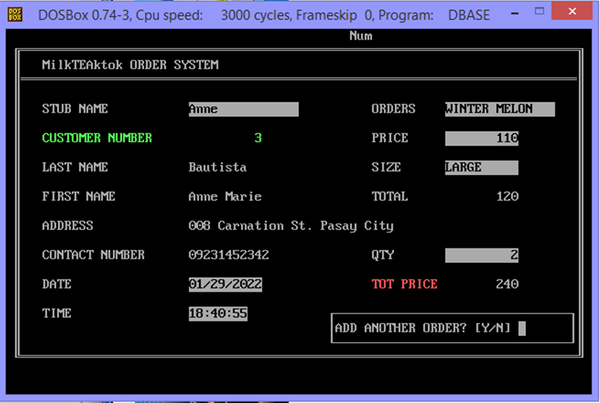 DOS BOX DOSBox 0.74-3, Cpu speed: 3000 cycles, Frameskip 0, Program: DBASE
Num
MilkTEAktok ORDER SYSTEM
STUB NAME Anne ORDERS WINTER MELON
CUSTOMER NUMBER 3 PRICE 110
LAST NAME Bautista SIZE LARGE
FIRST NAME Anne Marie TOTAL 120
ADDRESS 008 Carnation St. Pasay City
CONTACT NUMBER 09231452342 QTY 2
DATE 01/29/2022 TOT PRICE 240
TIME 18:40:55
ADD ANOTHER ORDER? [Y/N]